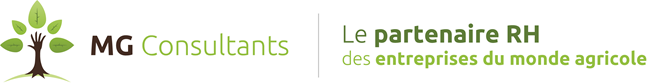 MG Consultants
Le partenaire RH
des entreprises du monde agricole